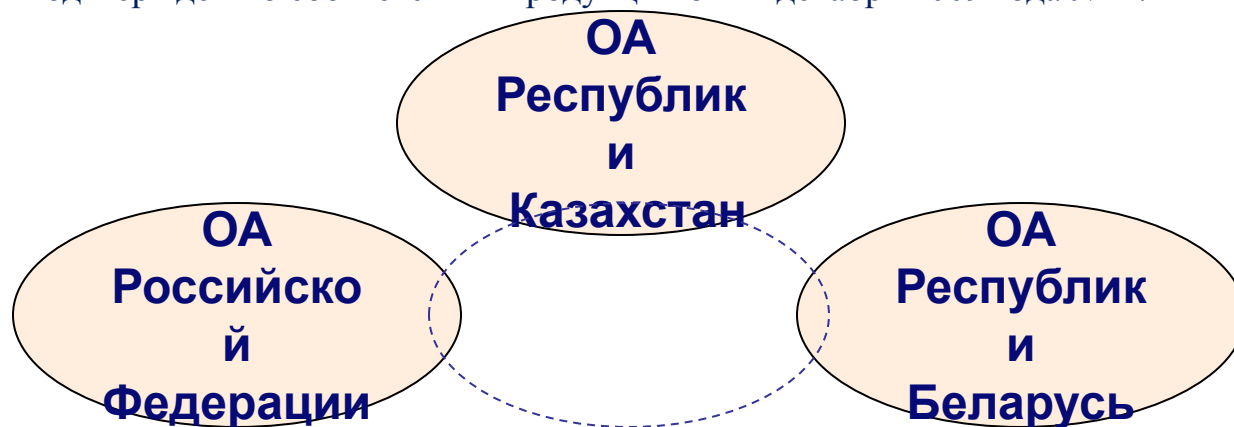 ОА
Республик
и
Казахстан
ОА
Российско
й
Федерации
ОА
Республик
и
Беларусь